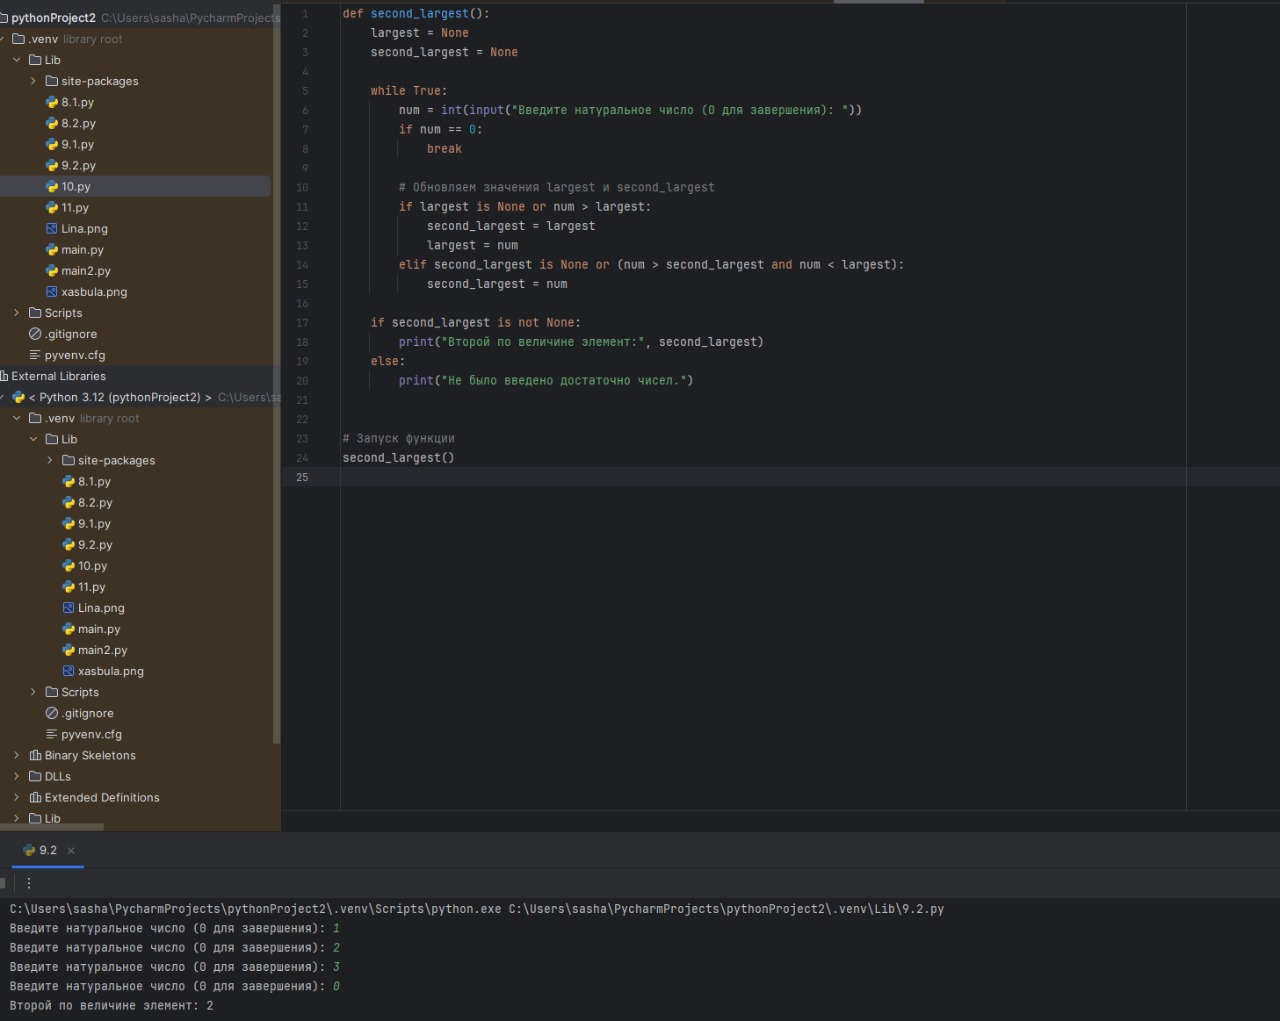 pythonProject2 C:\Users\sasha\PycharmProjects
.venv library root
Lib
site-packages
8.1.py
8.2.py
9.1.py
9.2.py
10.py
11.py
Lina.png
main.py
main2.py
xasbula.png
Scripts
.gitignore
pyvenv.cfg
External Libraries
< Python 3.12 (pythonProject2) > C:\Users\sa
.venv library root
Lib
site-packages
8.1.py
8.2.py
9.1.py
9.2.py
10.py
11.py
Lina.png
main.py
main2.py
xasbula.png
Scripts
.gitignore
pyvenv.cfg
Binary Skeletons
DLLs
Extended Definitions
Lib
1 def second_largest():
2 largest = None
3 second_largest = None
4
5 while True:
6 num = int(input("Введите натуральное число (0 для завершения): "))
7 if num == 0:
8 break
9
10 # Обновляем значения largest и second_largest
11 if largest is None or num > largest:
12 second_largest = largest
13 largest = num
14 elif second_largest is None or (num > second_largest and num < largest):
15 second_largest = num
16
17 if second_largest is not None:
18 print("Второй по величине элемент:", second_largest)
19 else:
20 print("Не было введено достаточно чисел.")
21
22
23 # Запуск функции
24 second_largest()
25
9.2 ×
C:\Users\sasha\PycharmProjects\pythonProject2\.venv\Scripts\python.exe C:\Users\sasha\PycharmProjects\pythonProject2\.venv\Lib\9.2.py
Введите натуральное число (0 для завершения): 1
Введите натуральное число (0 для завершения): 2
Введите натуральное число (0 для завершения): 3
Введите натуральное число (0 для завершения): 0
Второй по величине элемент: 2